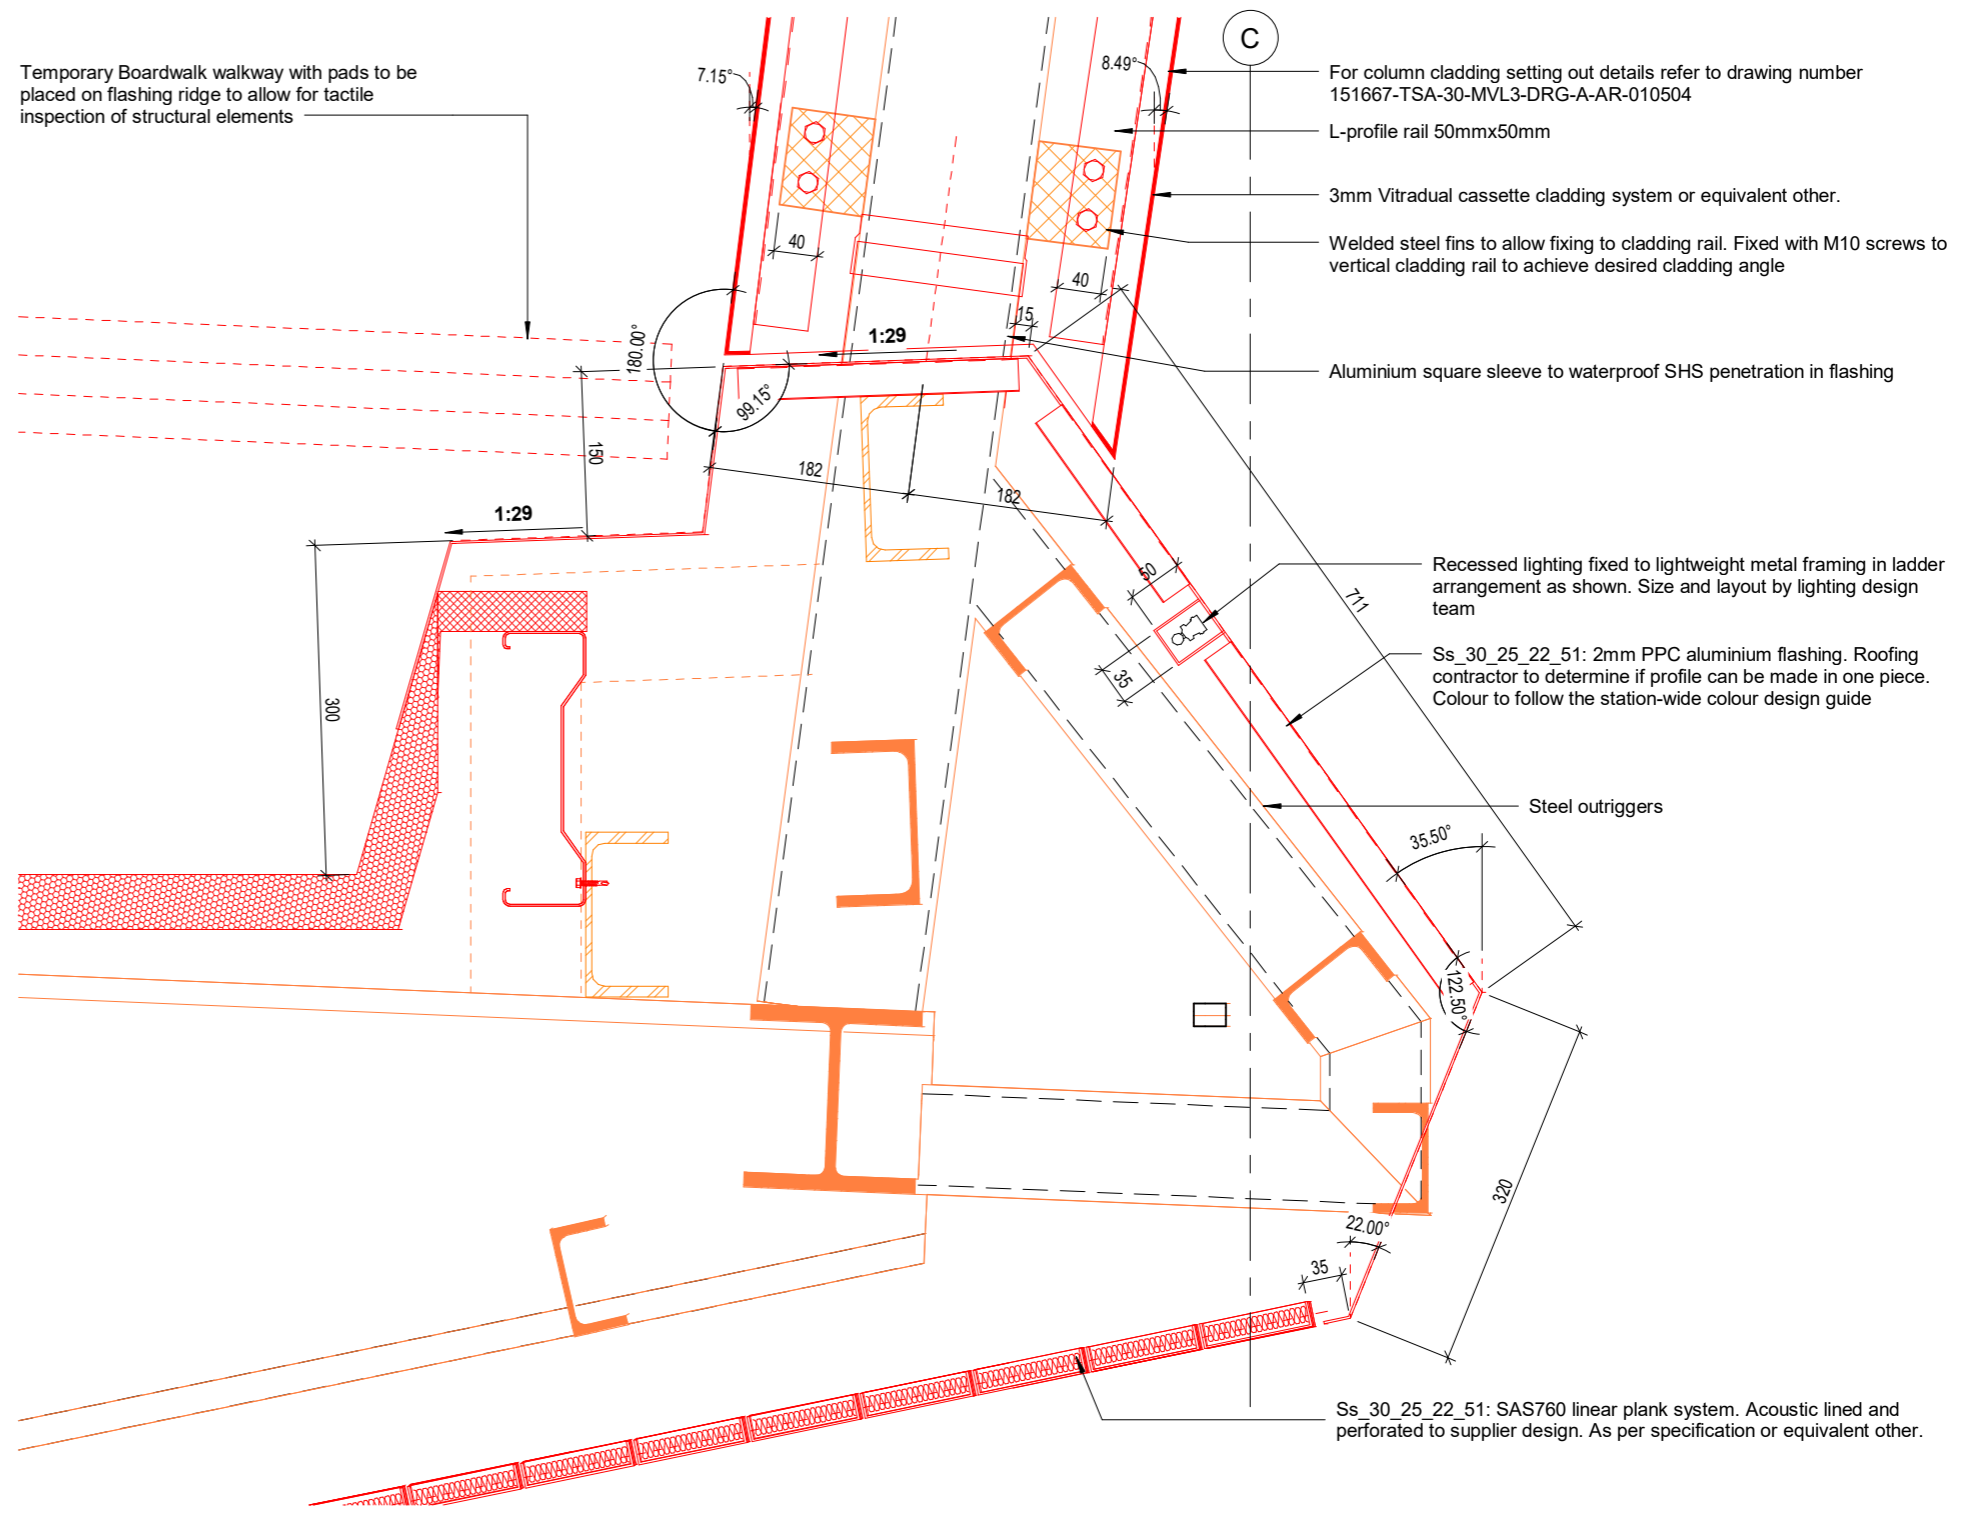 C
Temporary Boardwalk walkway with pads to be
placed on flashing ridge to allow for tactile
inspection of structural elements
7.15°
8.49°
For column cladding setting out details refer to drawing number
151667-TSA-30-MVL3-DRG-A-AR-010504
L-profile rail 50mmx50mm
3mm Vitradual cassette cladding system or equivalent other.
Welded steel fins to allow fixing to cladding rail. Fixed with M10 screws to
vertical cladding rail to achieve desired cladding angle
40
40
15
1:29
180.00°
99.15°
Aluminium square sleeve to waterproof SHS penetration in flashing
150
182
182
1:29
50
35
711
Recessed lighting fixed to lightweight metal framing in ladder
arrangement as shown. Size and layout by lighting design
team
Ss_30_25_22_51: 2mm PPC aluminium flashing. Roofing
contractor to determine if profile can be made in one piece.
Colour to follow the station-wide colour design guide
300
Steel outriggers
35.50°
122.50°
320
22.00°
35
Ss_30_25_22_51: SAS760 linear plank system. Acoustic lined and
perforated to supplier design. As per specification or equivalent other.